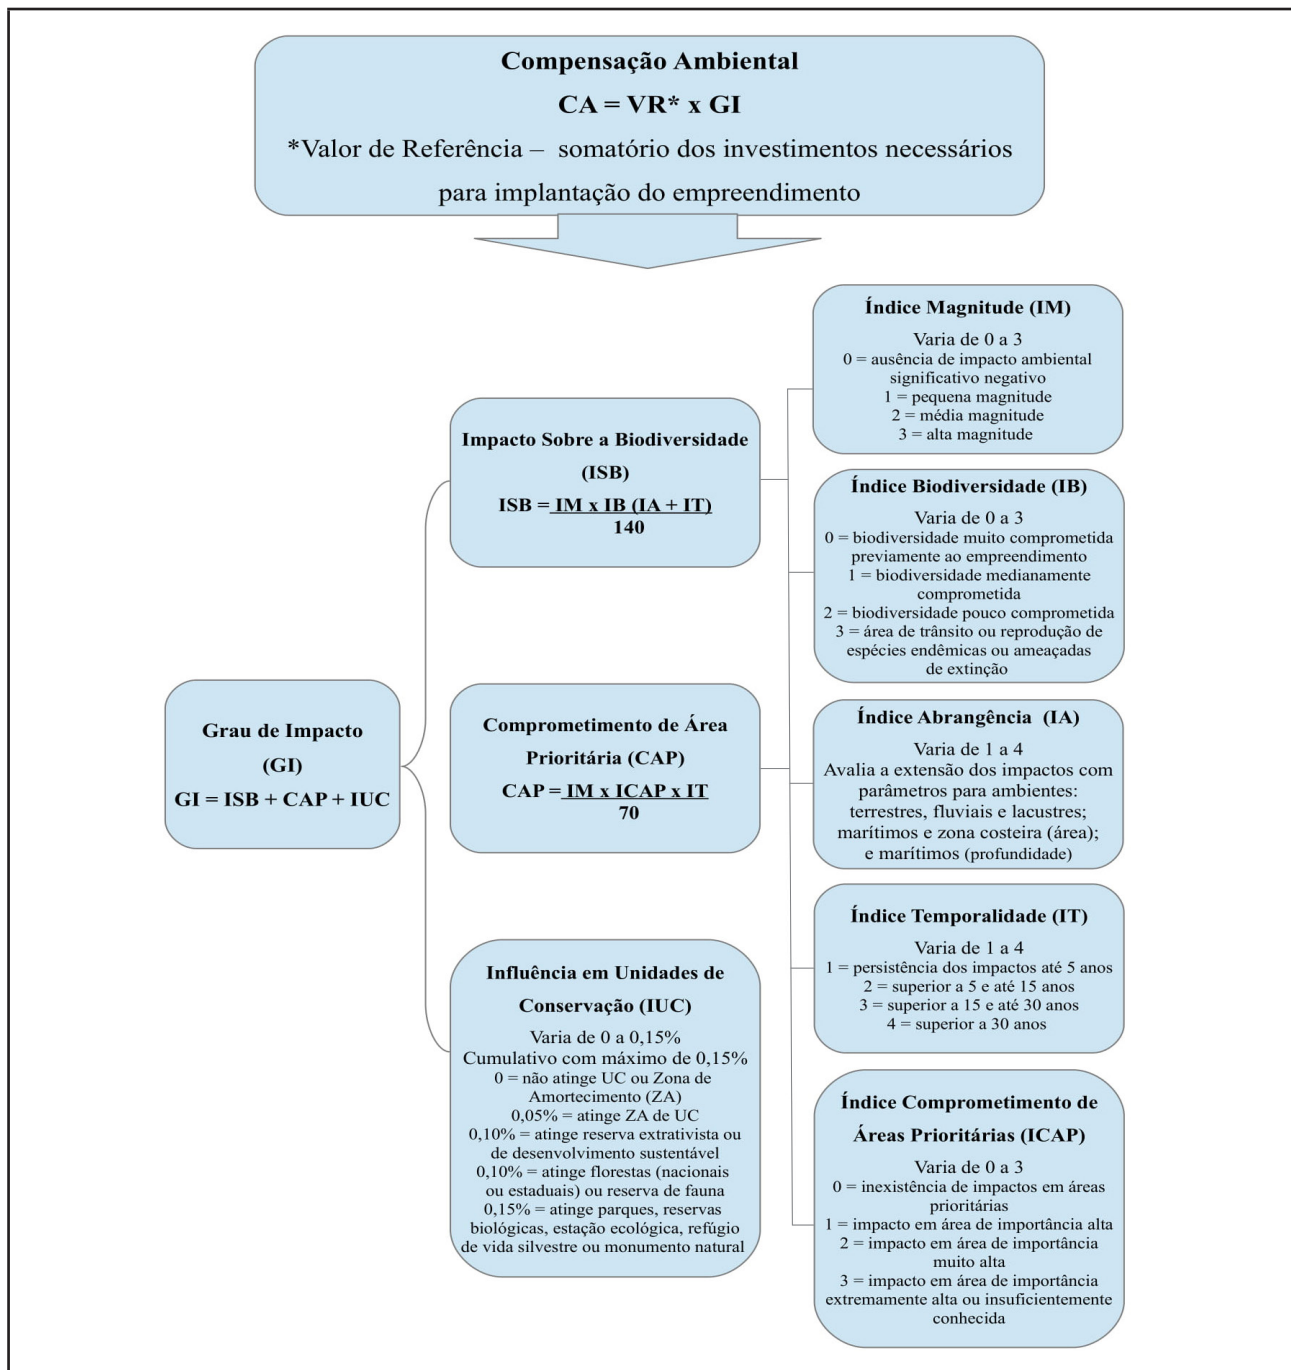 Compensação Ambiental
CA = VR* x GI
*Valor de Referência – somatório dos investimentos necessários
para implantação do empreendimento
Grau de Impacto
(GI)
GI = ISB + CAP + IUC
Impacto Sobre a Biodiversidade
(ISB)
ISB = IM x IB (IA + IT)
140
Comprometimento de Área
Prioritária (CAP)
CAP = IM x ICAP x IT
70
Influência em Unidades de
Conservação (IUC)
Varia de 0 a 0,15%
Cumulativo com máximo de 0,15%
0 = não atinge UC ou Zona de
Amortecimento (ZA)
0,05% = atinge ZA de UC
0,10% = atinge reserva extrativista ou
de desenvolvimento sustentável
0,10% = atinge florestas (nacionais
ou estaduais) ou reserva de fauna
0,15% = atinge parques, reservas
biológicas, estação ecológica, refúgio
de vida silvestre ou monumento natural
Índice Magnitude (IM)
Varia de 0 a 3
0 = ausência de impacto ambiental
significativo negativo
1 = pequena magnitude
2 = média magnitude
3 = alta magnitude
Índice Biodiversidade (IB)
Varia de 0 a 3
0 = biodiversidade muito comprometida
previamente ao empreendimento
1 = biodiversidade medianamente
comprometida
2 = biodiversidade pouco comprometida
3 = área de trânsito ou reprodução de
espécies endêmicas ou ameaçadas
de extinção
Índice Abrangência (IA)
Varia de 1 a 4
Avalia a extensão dos impactos com
parâmetros para ambientes:
terrestres, fluviais e lacustres;
marítimos e zona costeira (área);
e marítimos (profundidade)
Índice Temporalidade (IT)
Varia de 1 a 4
1 = persistência dos impactos até 5 anos
2 = superior a 5 e até 15 anos
3 = superior a 15 e até 30 anos
4 = superior a 30 anos
Índice Comprometimento de
Áreas Prioritárias (ICAP)
Varia de 0 a 3
0 = inexistência de impactos em áreas
prioritárias
1 = impacto em área de importância alta
2 = impacto em área de importância
muito alta
3 = impacto em área de importância
extremamente alta ou insuficientemente
conhecida